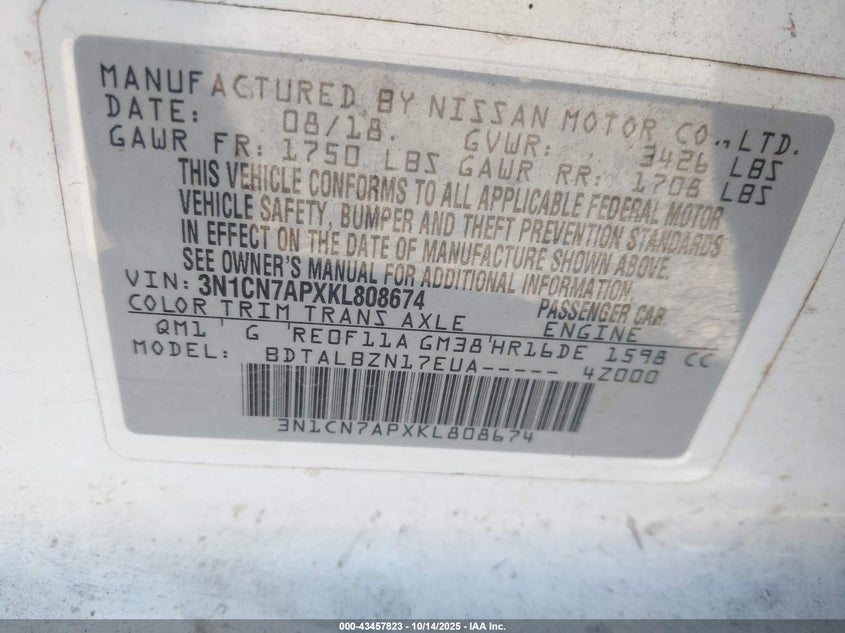 MANUFACTURED BY NISSAN MOTOR CO., LTD.
DATE: 08/18. GVWR: 3426 LBS
GAWR FR: 1750 LBS GAWR RR: 1708 LBS
THIS VEHICLE CONFORMS TO ALL APPLICABLE FEDERAL MOTOR
VEHICLE SAFETY, BUMPER AND THEFT PREVENTION STANDARDS
IN EFFECT ON THE DATE OF MANUFACTURE SHOWN ABOVE.
SEE OWNER'S MANUAL FOR ADDITIONAL INFORMATION.
VIN: 3N1CN7APXKL808674 PASSENGER CAR
COLOR TRIM TRANS AXLE ENGINE
QM1 G RE0F11A GM38 HR16DE 1598 CC
MODEL: BDTALBZN17EUA----- 4Z000
3N1CN7APXKL808674
000-43457823 | 10/14/2025 | IAA Inc.